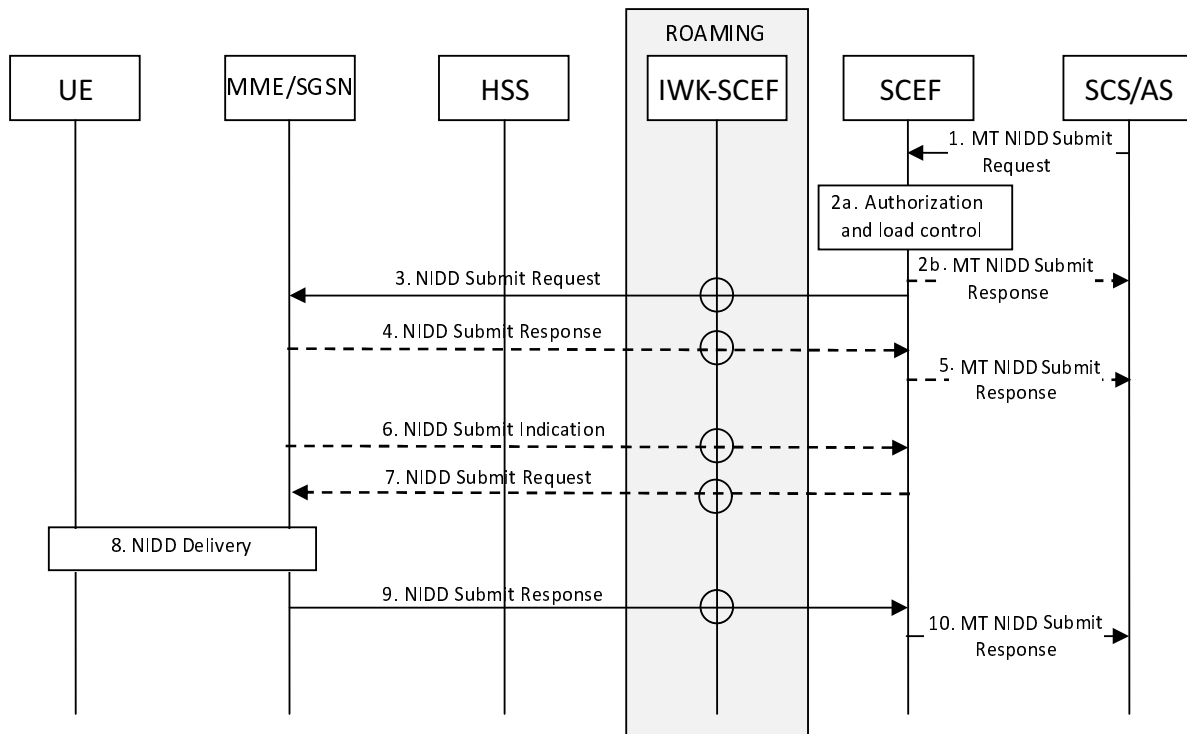 ROAMING
UE
MME/SGSN
HSS
IWK-SCEF
SCEF
SCS/AS
1. MT NIDD Submit
Request
2a. Authorization
and load control
2b. MT NIDD Submit
Response
3. NIDD Submit Request
4. NIDD Submit Response
5. MT NIDD Submit
Response
6. NIDD Submit Indication
7. NIDD Submit Request
8. NIDD Delivery
9. NIDD Submit Response
10. MT NIDD Submit
Response